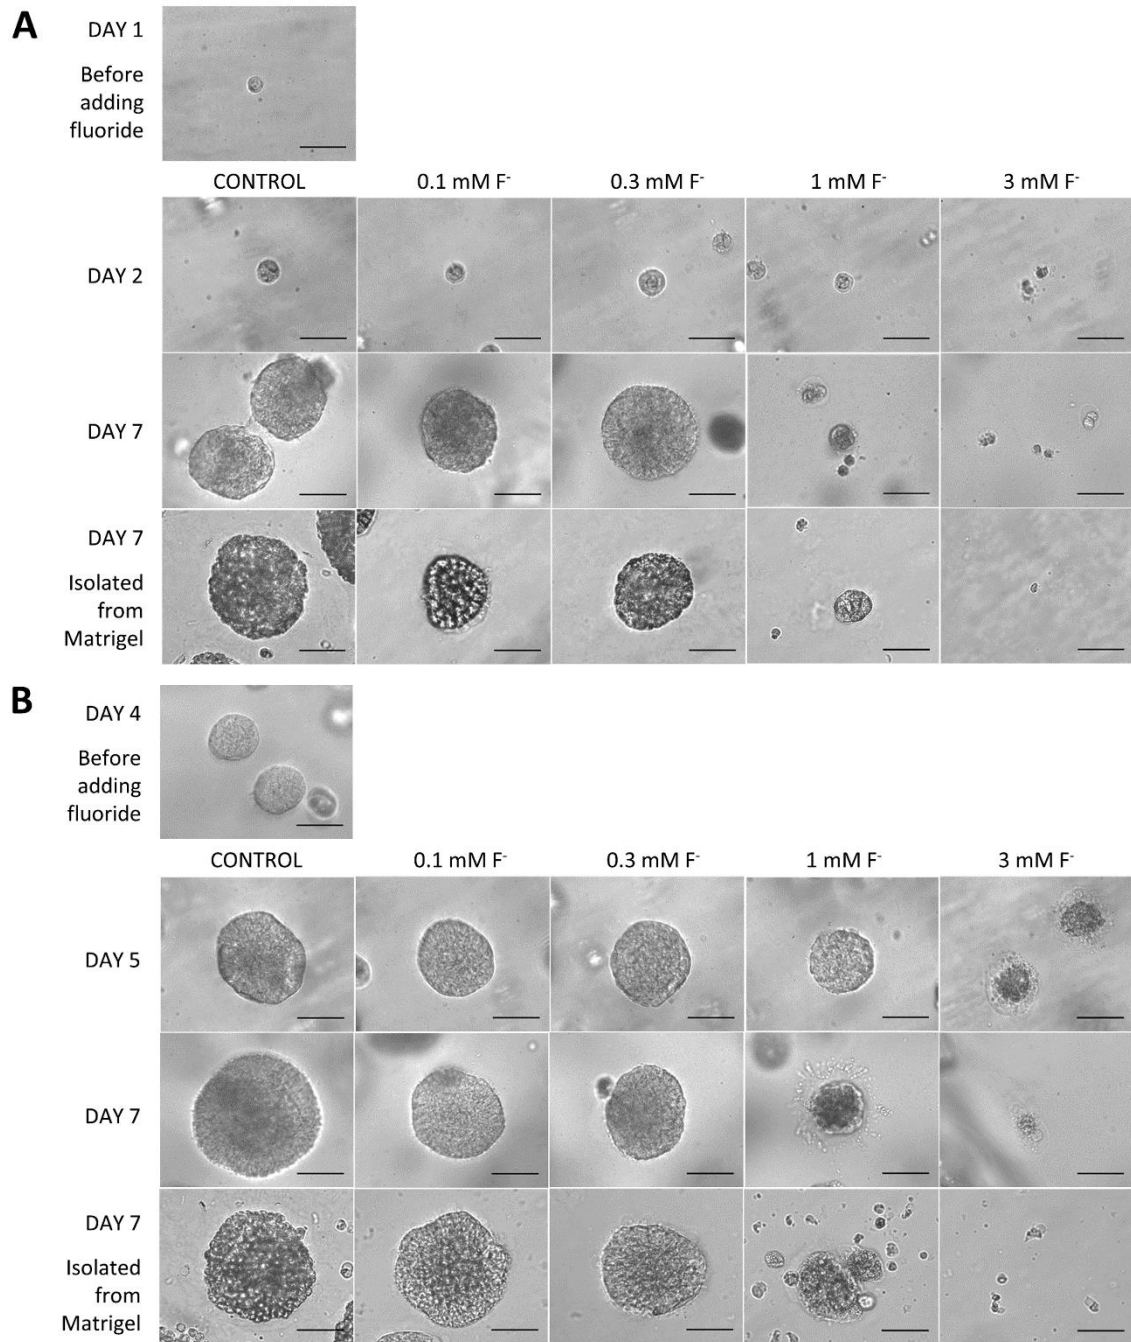 A
DAY 1
Before
adding
fluoride
CONTROL 0.1 mM F⁻ 0.3 mM F⁻ 1 mM F⁻ 3 mM F⁻
DAY 2
DAY 7
DAY 7
Isolated
from
Matrigel
B
DAY 4
Before
adding
fluoride
CONTROL 0.1 mM F⁻ 0.3 mM F⁻ 1 mM F⁻ 3 mM F⁻
DAY 5
DAY 7
DAY 7
Isolated
from
Matrigel